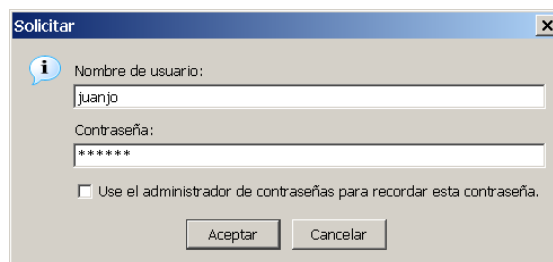 Solicitar
Nombre de usuario:
juanjo
Contraseña:
******
Use el administrador de contraseñas para recordar esta contraseña.
Aceptar Cancelar